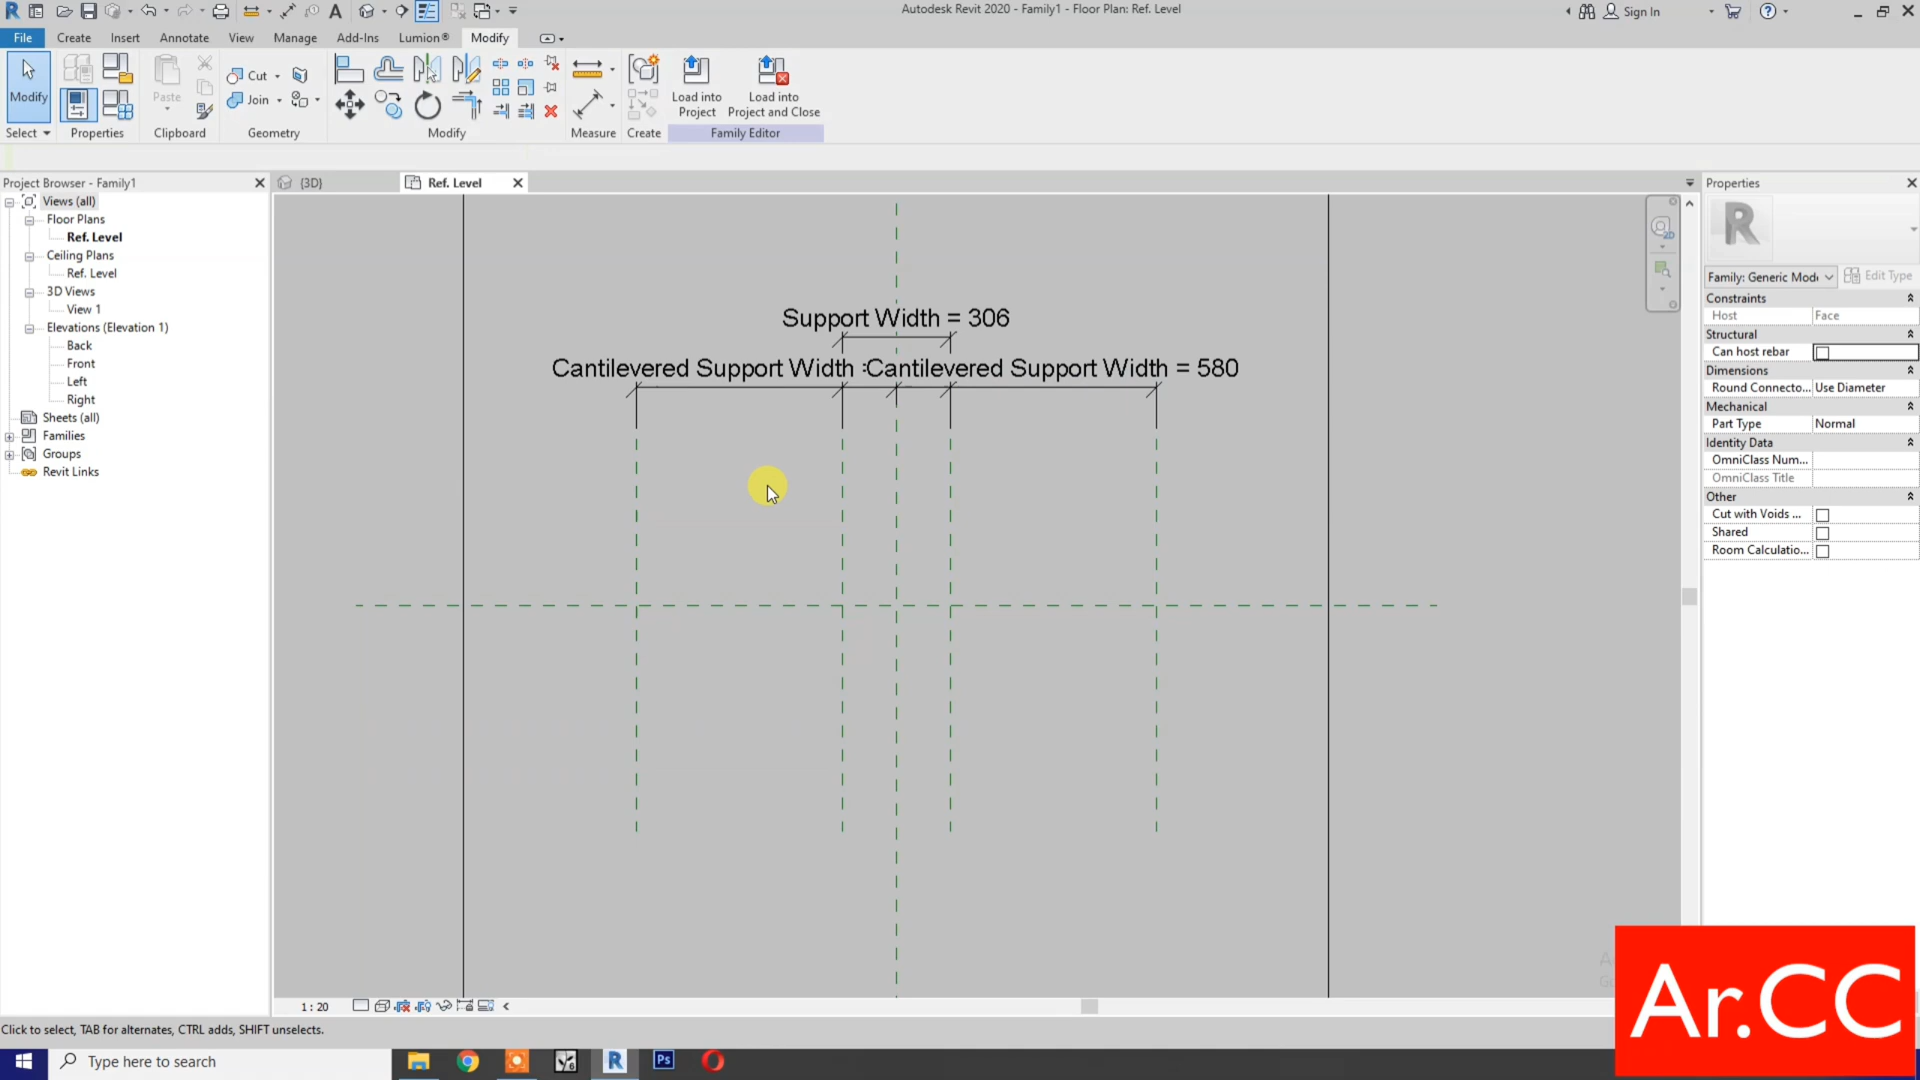 Autodesk Revit 2020 - Family1 - Floor Plan: Ref. Level
Sign In
File Create Insert Annotate View Manage Add-Ins Lumion® Modify
Modify
Paste
Cut
Join
Load into Project
Load into Project and Close
Select Properties Clipboard Geometry Modify Measure Create Family Editor
Project Browser - Family1
(3D)
Ref. Level
Properties
Views (all)
Floor Plans
Ref. Level
Ceiling Plans
Ref. Level
3D Views
View 1
Elevations (Elevation 1)
Back
Front
Left
Right
Sheets (all)
Families
Groups
Revit Links
Support Width = 306
Cantilevered Support Width :
Cantilevered Support Width = 580
2D
R
Family: Generic Mod
Edit Type
Constraints
Host Face
Structural
Can host rebar
Dimensions
Round Connecto... Use Diameter
Mechanical
Part Type Normal
Identity Data
OmniClass Num...
OmniClass Title
Other
Cut with Voids ...
Shared
Room Calculatio...
1 : 20
Click to select, TAB for alternates, CTRL adds, SHIFT unselects.
Type here to search
Ps
Ar.CC